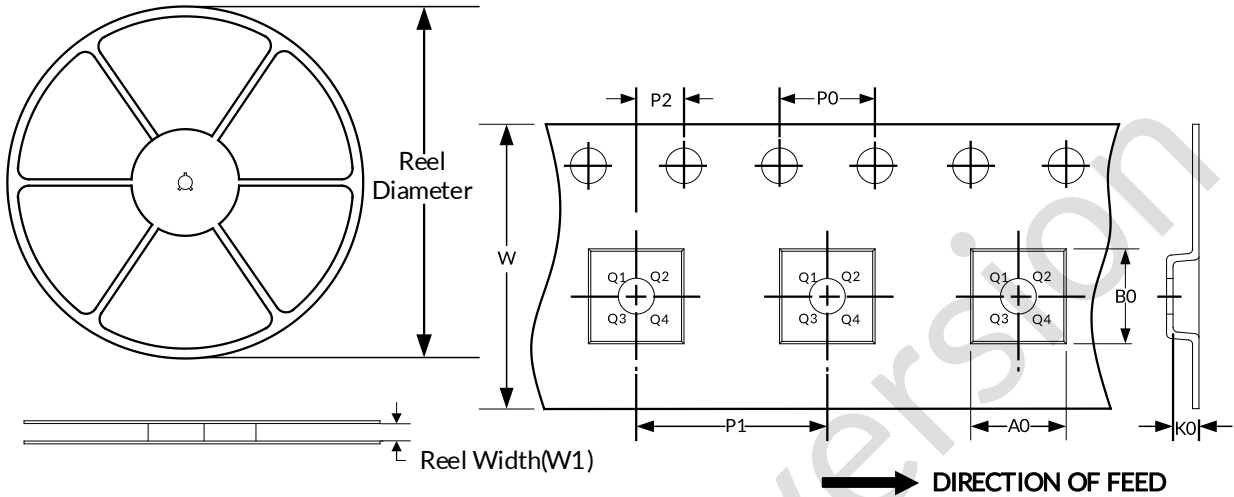 P2
P0
Reel
Diameter
W
Q1 Q2
Q3 Q4
Q1 Q2
Q3 Q4
Q1 Q2
Q3 Q4
B0
P1
A0
K0
Reel Width(W1)
DIRECTION OF FEED